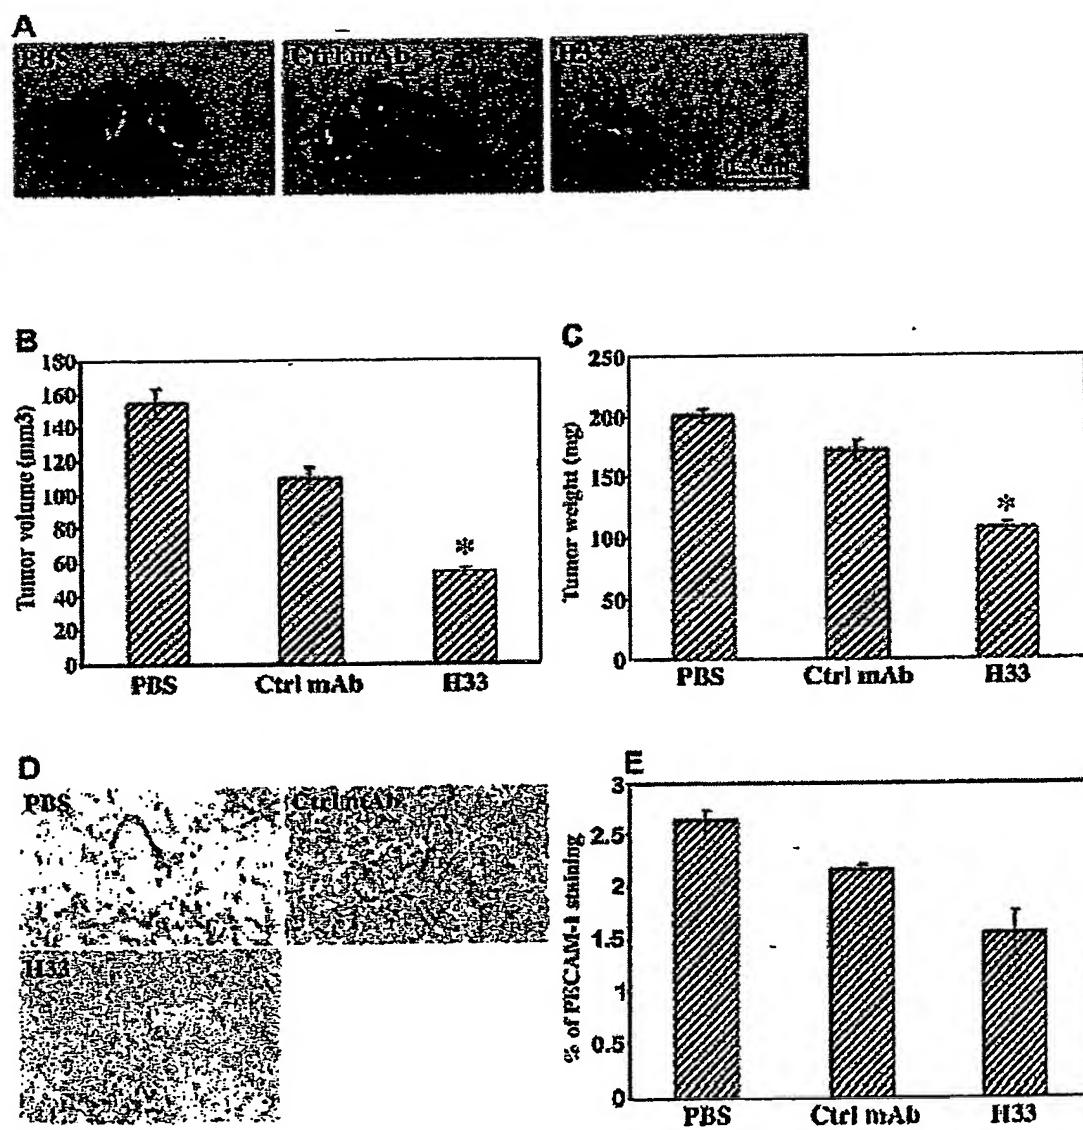 A
PBS
Ctrl mAb
B
Tumor volume (mm3)
180
160
140
120
100
80
60
40
20
0
*
PBS Ctrl mAb H33
C
Tumor weight (mg)
250
200
150
100
50
0
*
PBS Ctrl mAb H33
D
PBS
Ctrl mAb
H33
E
% of PECAM-1 staining
3
2.5
2
1.5
1
0.5
0
PBS Ctrl mAb H33